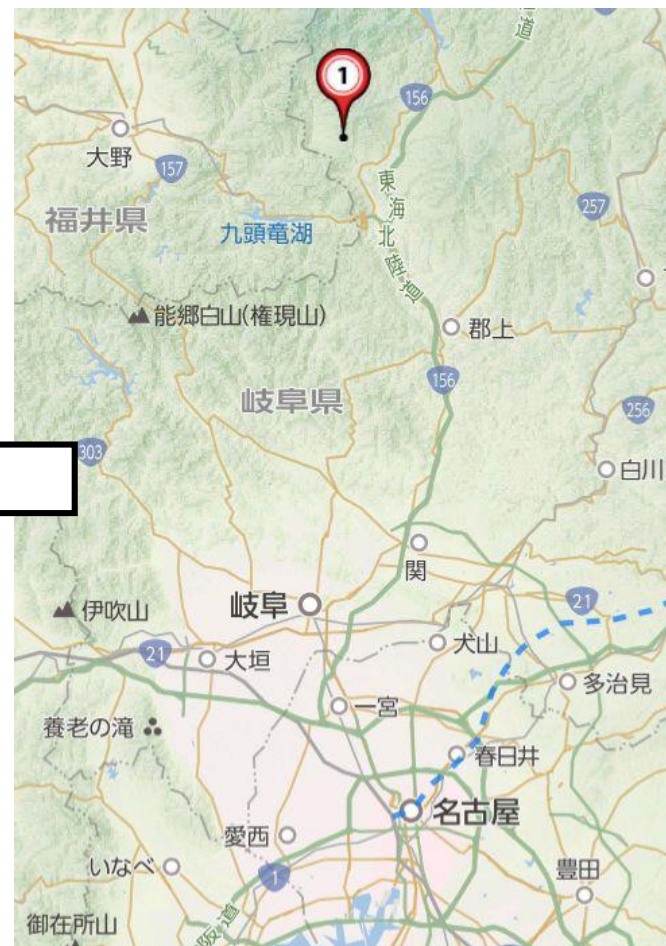 道
1
156
大野
157
東海北陸道
福井県
九頭竜湖
257
能郷白山(権現山)
郡上
156
岐阜県
256
303
白川
関
岐阜
21
伊吹山
犬山
21
大垣
多治見
一宮
養老の滝
春日井
名古屋
愛西
いなべ
豊田
1
御在所山
阪道